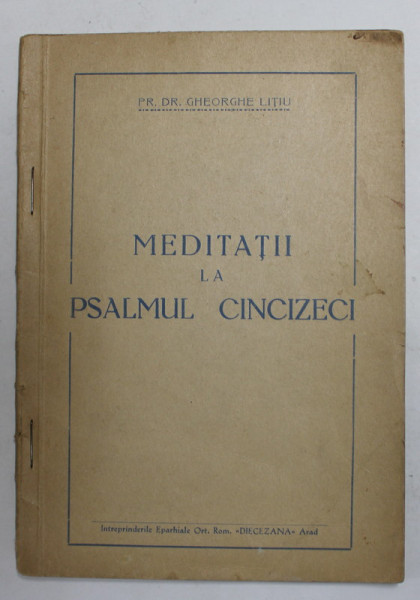 PR. DR. GHEORGHE LIȚIU
MEDITAȚII
LA
PSALMUL CINCIZECI
Intreprinderile Eparhiale Ort. Rom. «DIECEZANA» Arad